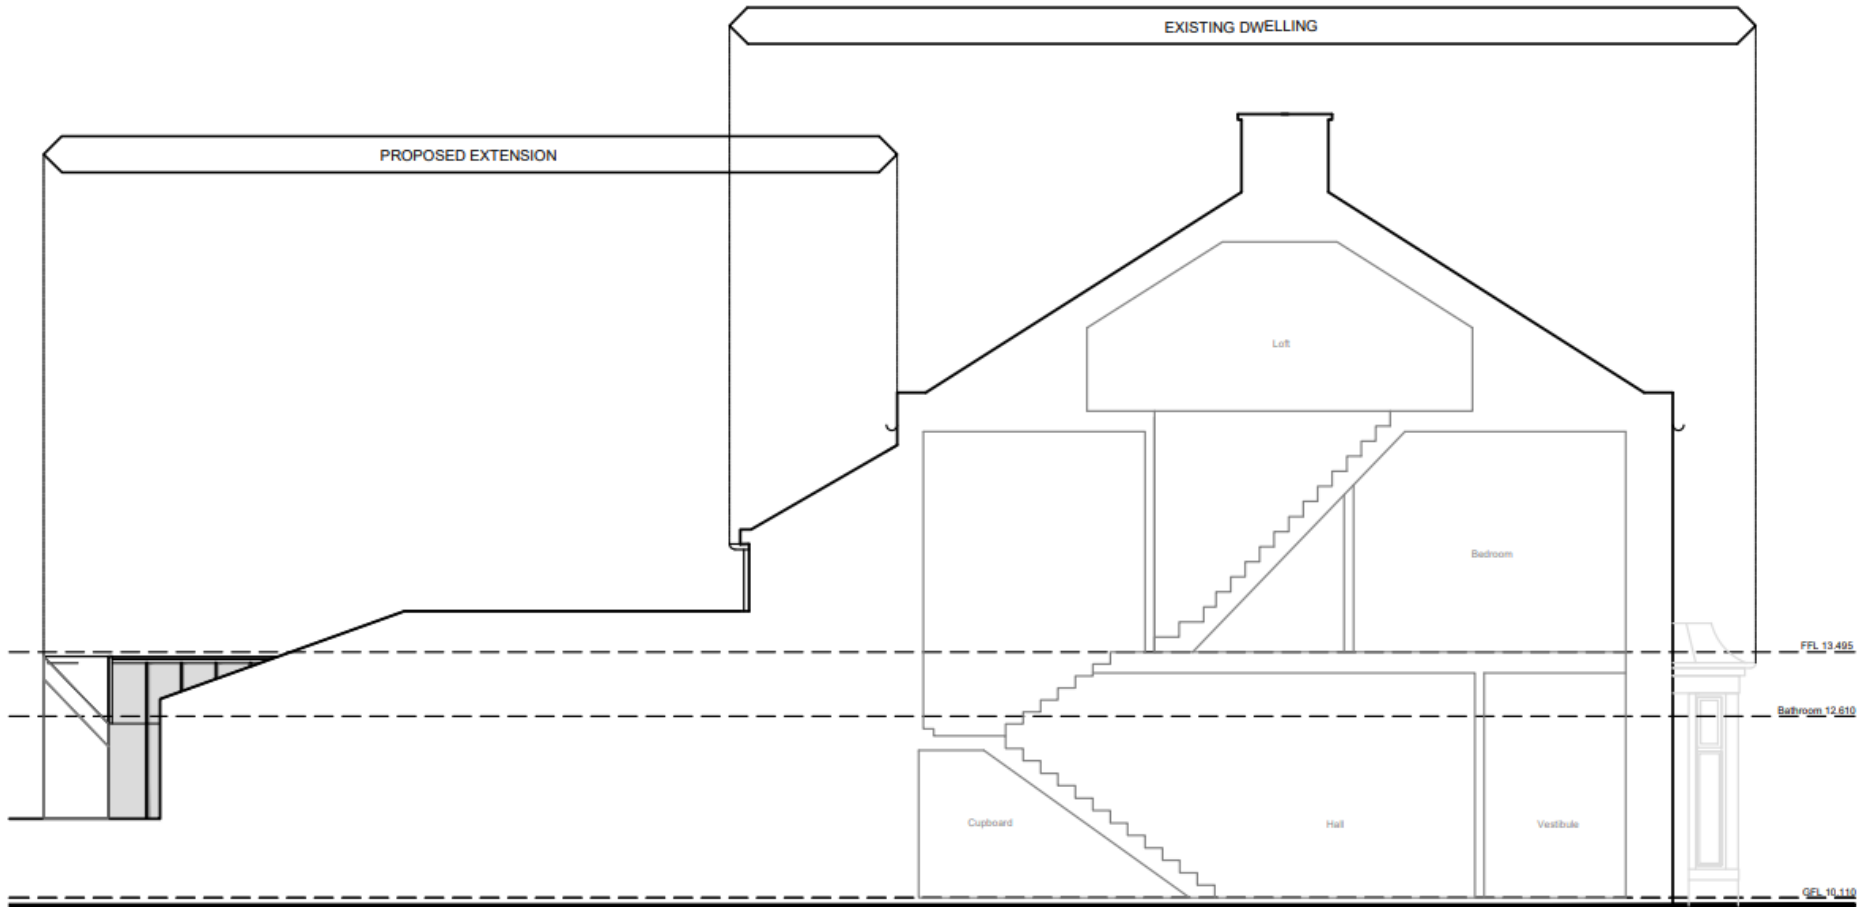 EXISTING DWELLING
PROPOSED EXTENSION
Loft
Bedroom
FFL 13.495
Bathroom 12.610
Cupboard
Hall
Vestibule
GFL 10.110